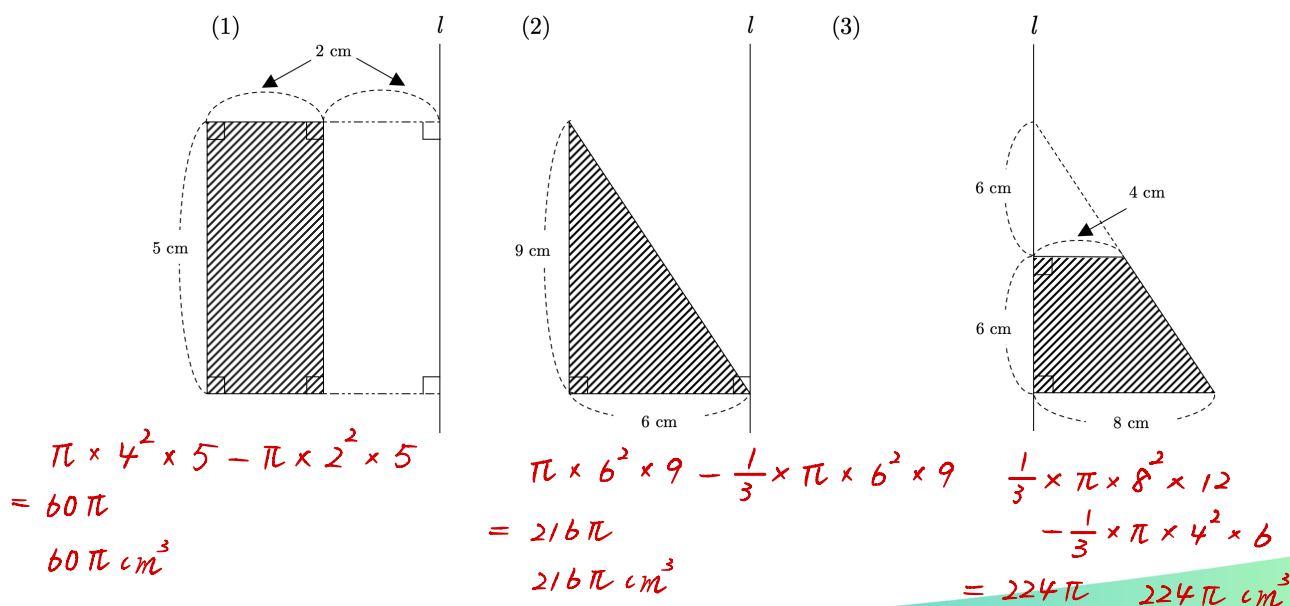 (1)
l
2 cm
5 cm
π × 4² × 5 − π × 2² × 5
= 60π
60π cm³
(2)
l
9 cm
6 cm
π × 6² × 9 − 1/3 × π × 6² × 9
= 216π
216π cm³
(3)
l
6 cm
4 cm
6 cm
8 cm
1/3 × π × 8² × 12
− 1/3 × π × 4² × 6
= 224π 224π cm³